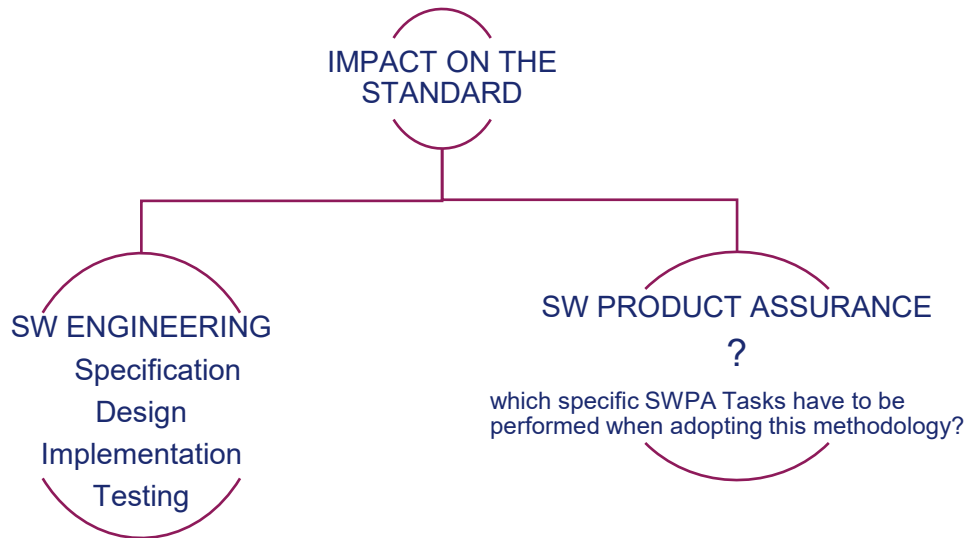 IMPACT ON THE
STANDARD
SW ENGINEERING
Specification
Design
Implementation
Testing
SW PRODUCT ASSURANCE
?
which specific SWPA Tasks have to be
performed when adopting this methodology?